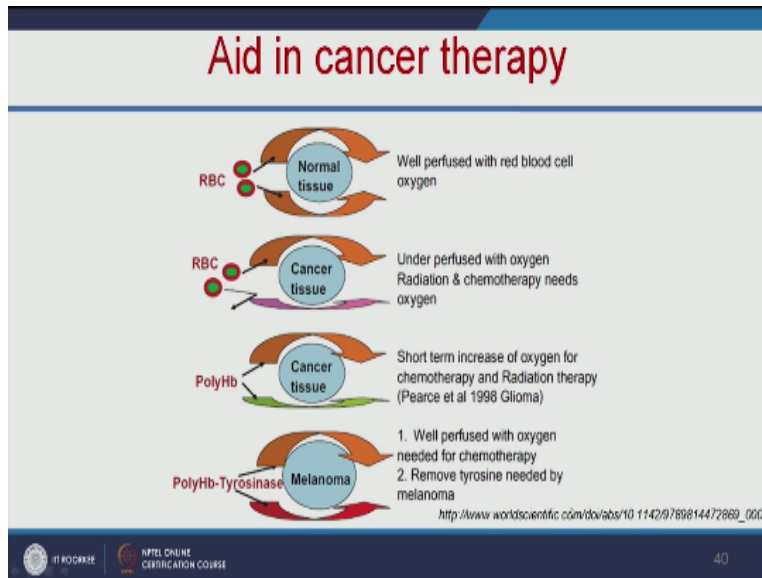 Aid in cancer therapy
RBC
Normal
tissue
Well perfused with red blood cell
oxygen
RBC
Cancer
tissue
Under perfused with oxygen
Radiation & chemotherapy needs
oxygen
PolyHb
Cancer
tissue
Short term increase of oxygen for
chemotherapy and Radiation therapy
(Pearce et al 1998 Glioma)
PolyHb-Tyrosinase
Melanoma
1. Well perfused with oxygen
needed for chemotherapy
2. Remove tyrosine needed by
melanoma
http://www worldscientific com/doi/abs/10 1142/9789814472869_000
IIT ROORKEE
NPTEL ONLINE
CERTIFICATION COURSE
40